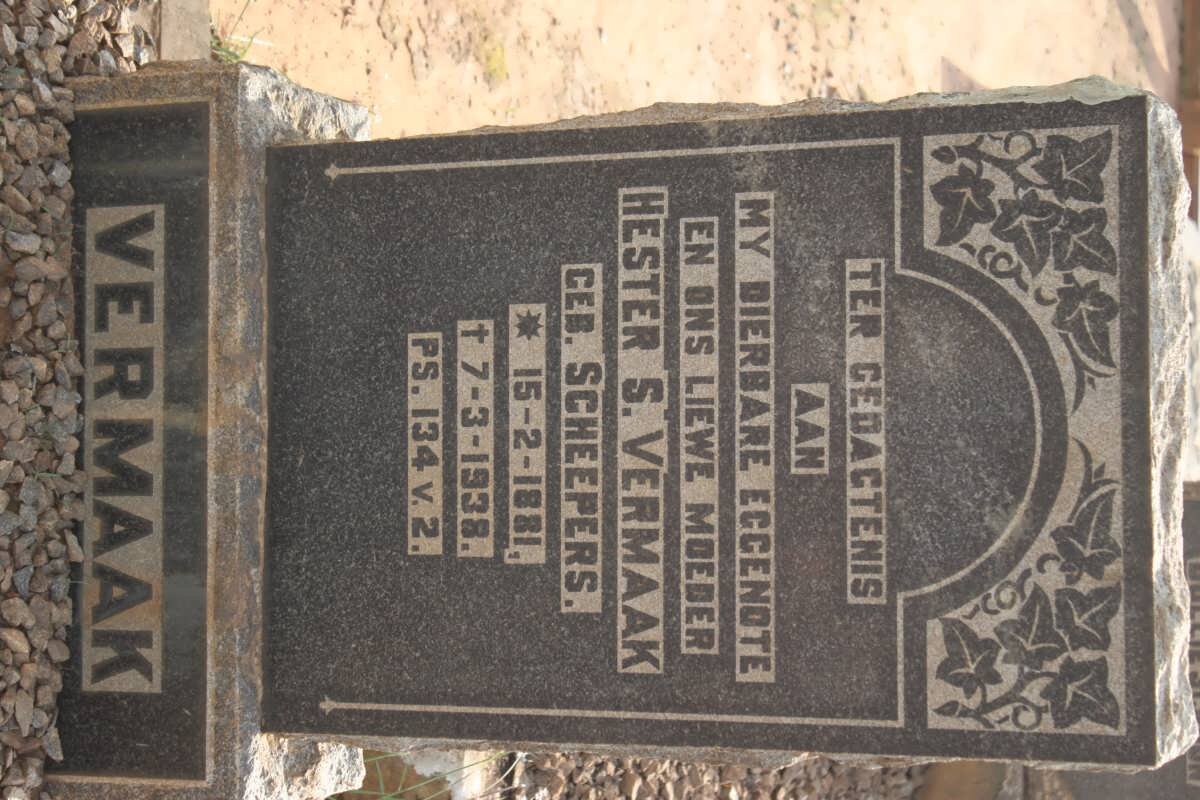 TER GEDACTENIS
AAN
MY DIERBARE EGGENOTE
EN ONS LIEWE MOEDER
HESTER S. VERMAAK
GEB. SCHEEPERS.
✷ 15-2-1881,
† 7-3-1938.
PS. 134 v. 2.
VERMAAK